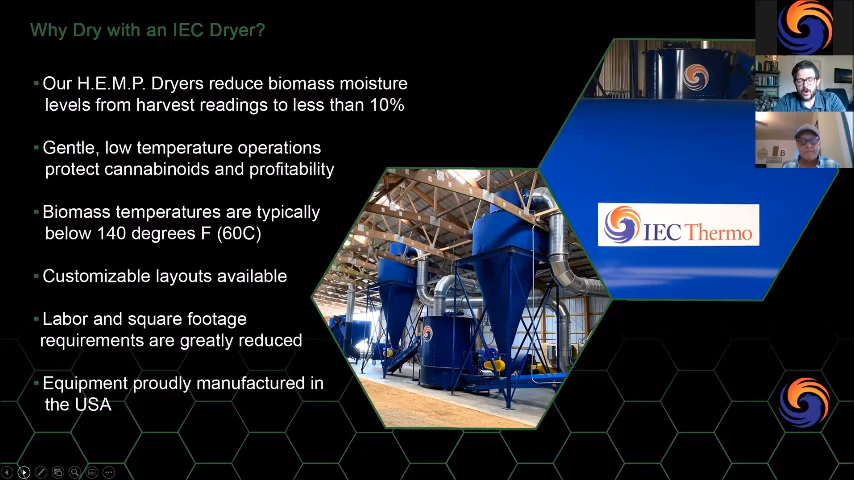 Why Dry with an IEC Dryer?
Our H.E.M.P. Dryers reduce biomass moisture
levels from harvest readings to less than 10%
Gentle, low temperature operations
protect cannabinoids and profitability
Biomass temperatures are typically
below 140 degrees F (60C)
Customizable layouts available
Labor and square footage
requirements are greatly reduced
Equipment proudly manufactured in
the USA
IEC Thermo